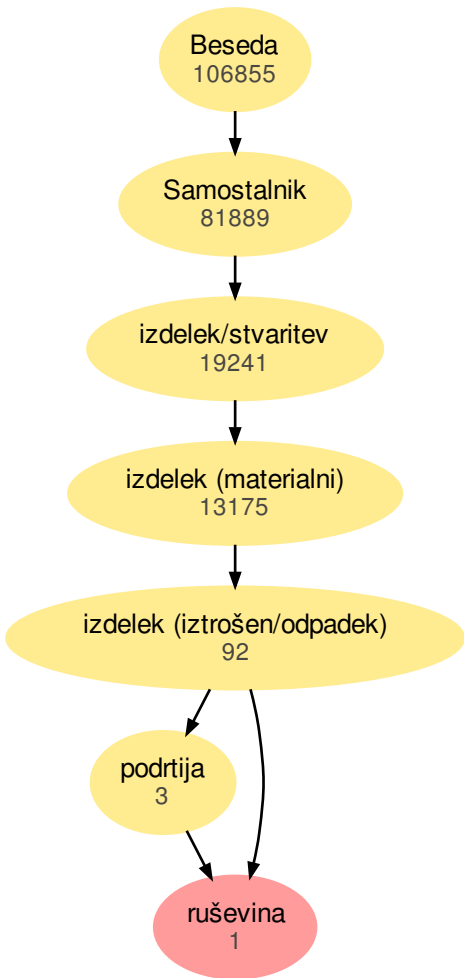 Beseda
106855
Samostalnik
81889
izdelek/stvaritev
19241
izdelek (materialni)
13175
izdelek (iztrošen/odpadek)
92
podrtija
3
ruševina
1